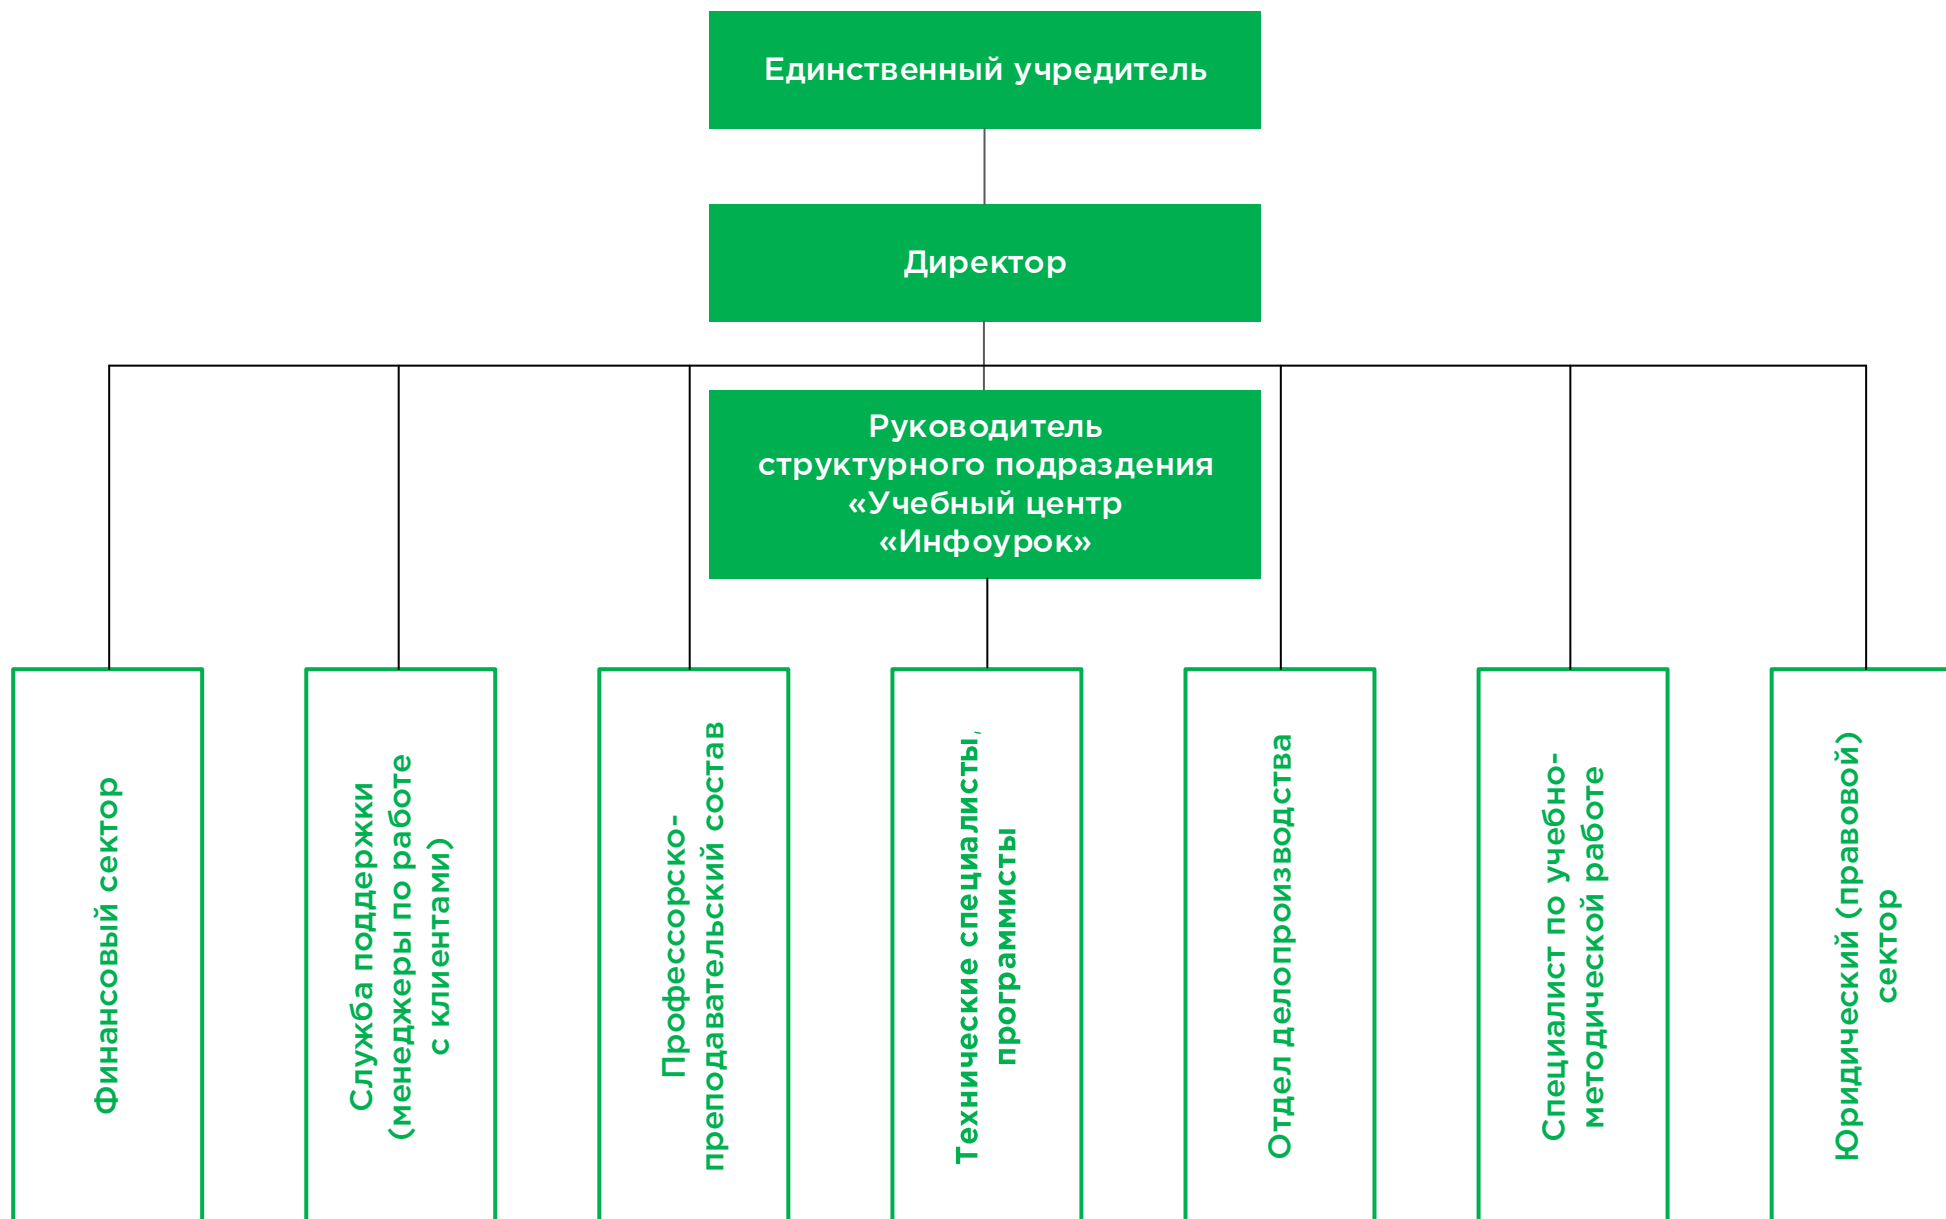 Единственный учредитель
Директор
Руководитель
структурного подраздения
«Учебный центр
«Инфоурок»
Финансовый сектор
Служба поддержки
(менеджеры по работе
с клиентами)
Профессорско-
преподавательский состав
Технические специалисты,
программисты
Отдел делопроизводства
Специалист по учебно-
методической работе
Юридический (правовой)
сектор